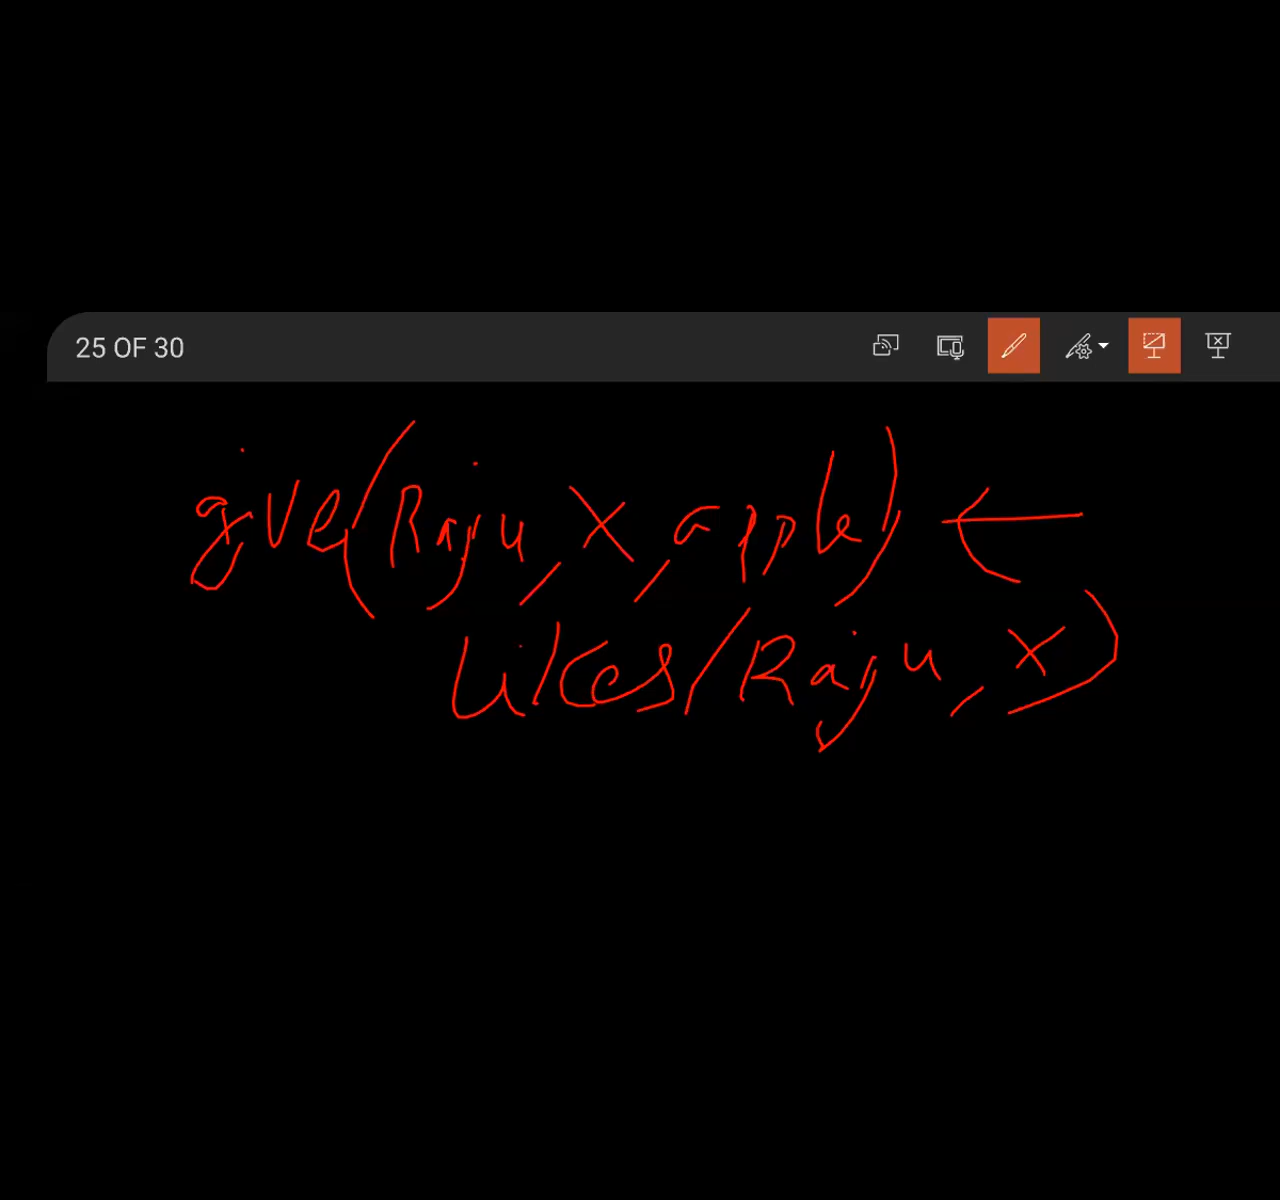 25 OF 30
give(Raju, X, apple) ←
likes(Raju, X)